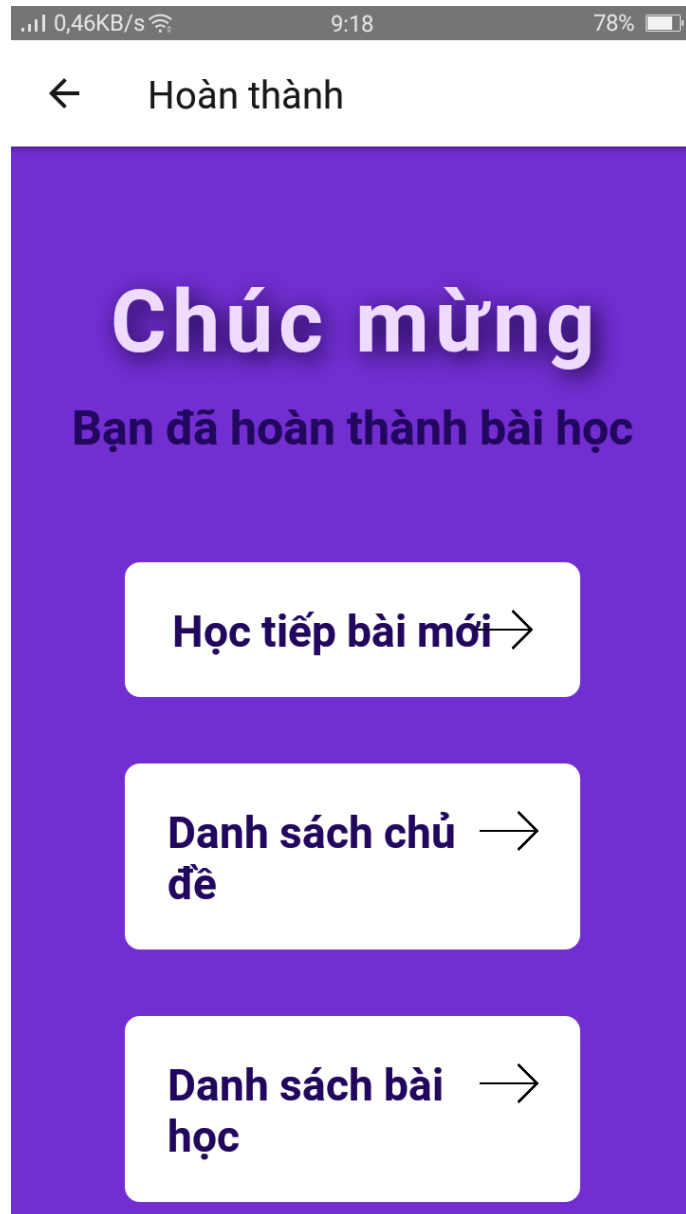 0,46KB/s 9:18 78%
Hoàn thành
Chúc mừng
Bạn đã hoàn thành bài học
Học tiếp bài mới
Danh sách chủ
đề
Danh sách bài
học